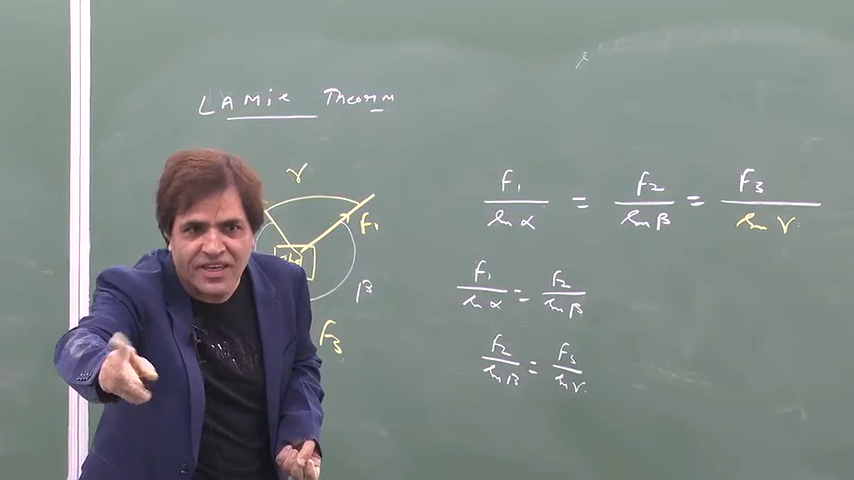 LAMie Theorm
γ
F₁
β
F₃
F₁/sin α = F₂/sin β = F₃/sin γ
F₁/sin α = F₂/sin β
F₂/sin β = F₃/sin γ